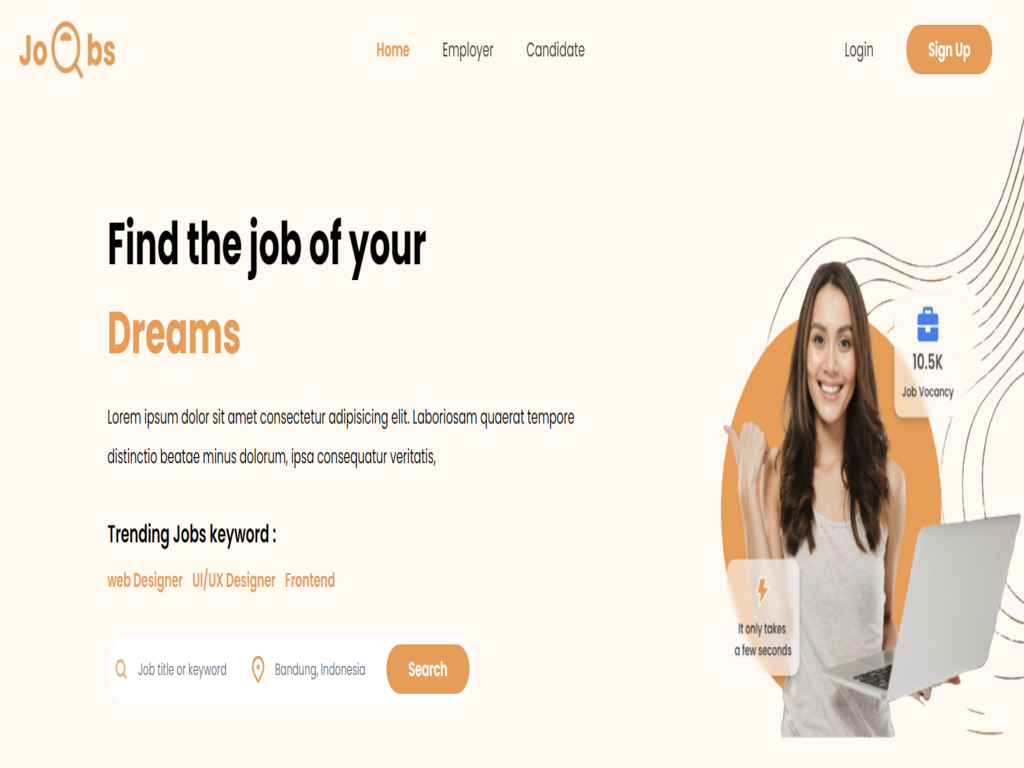 Jo bs
Home Employer Candidate
Login Sign Up
Find the job of your
Dreams
Lorem ipsum dolor sit amet consectetur adipisicing elit. Laboriosam quaerat tempore
distinctio beatae minus dolorum, ipsa consequatur veritatis,
Trending Jobs keyword :
web Designer UI/UX Designer Frontend
Job title or keyword Bandung, Indonesia Search
10.5K
Job Vocancy
It only takes
a few seconds